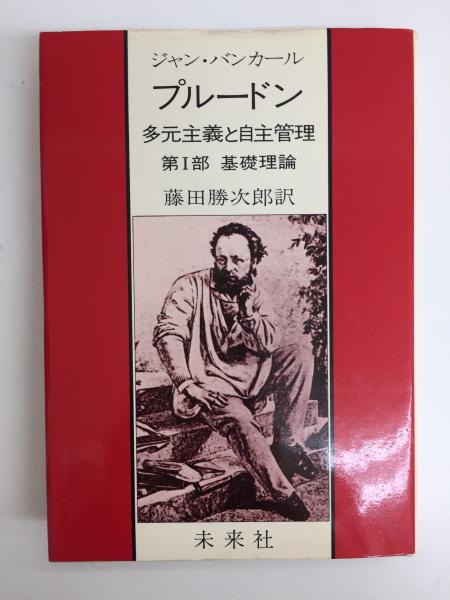 ジャン・バンカール
プルードン
多元主義と自主管理
第Ⅰ部 基礎理論
藤田勝次郎訳
未来社